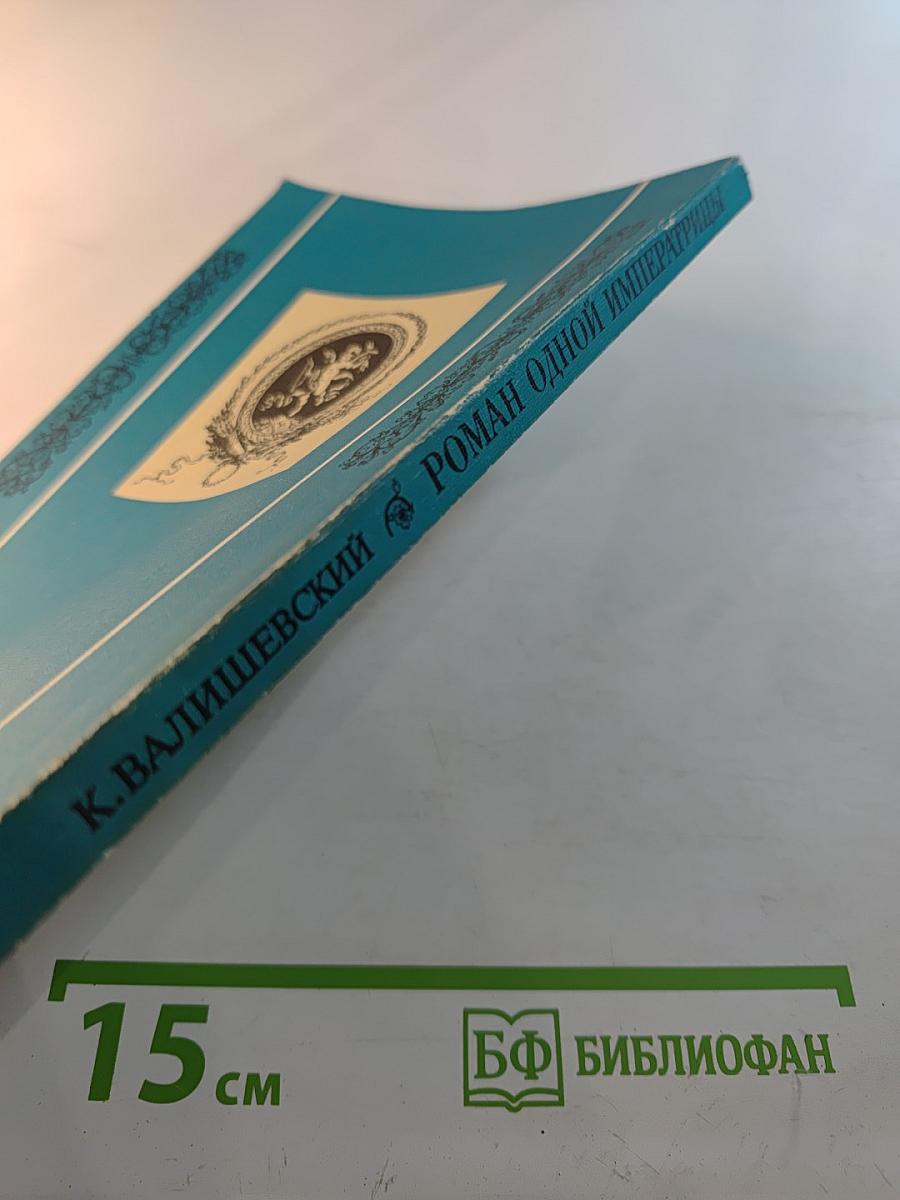 К. ВАЛИШЕВСКИЙ РОМАН ОДНОЙ ИМПЕРАТРИЦЫ
15 см
БФ БИБЛИОФАН